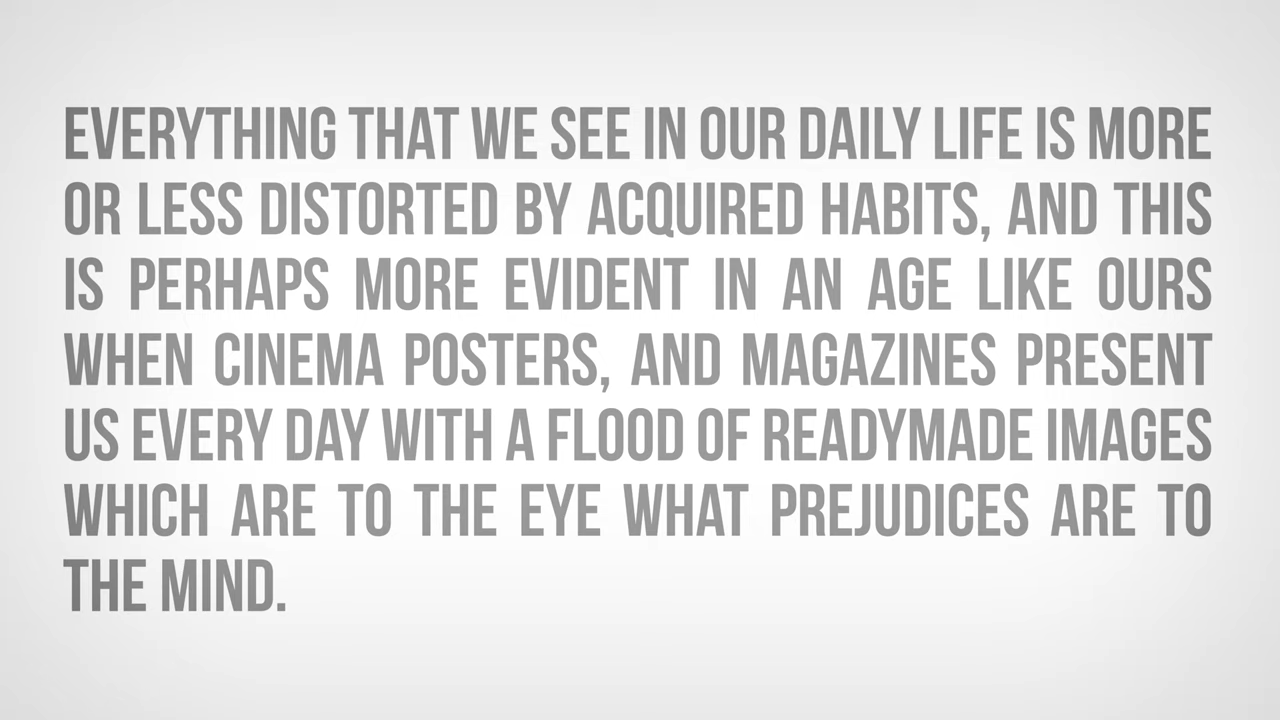 EVERYTHING THAT WE SEE IN OUR DAILY LIFE IS MORE
OR LESS DISTORTED BY ACQUIRED HABITS, AND THIS
IS PERHAPS MORE EVIDENT IN AN AGE LIKE OURS
WHEN CINEMA POSTERS, AND MAGAZINES PRESENT
US EVERY DAY WITH A FLOOD OF READYMADE IMAGES
WHICH ARE TO THE EYE WHAT PREJUDICES ARE TO
THE MIND.